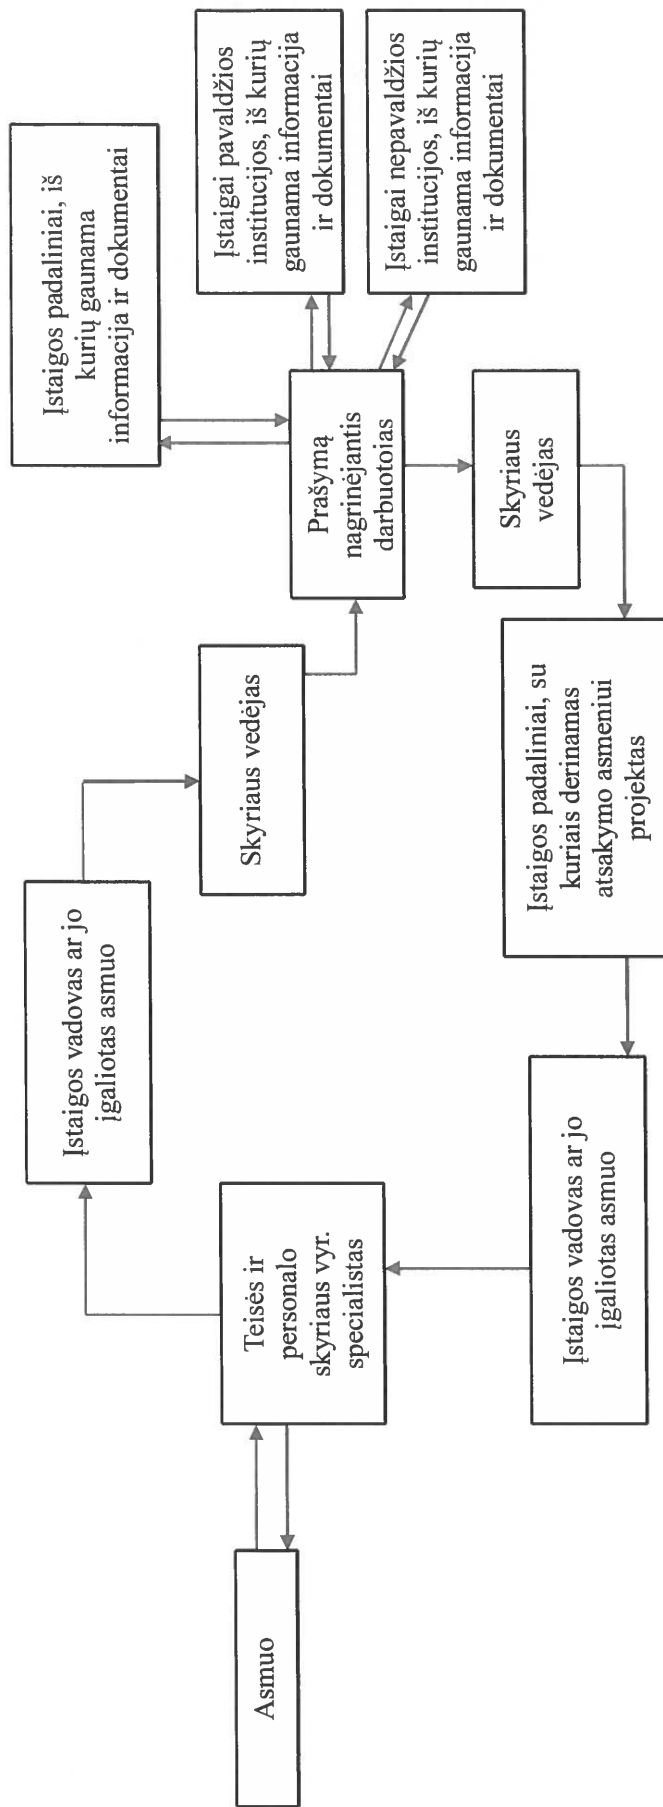 Asmuo
Teisės ir
personalo
skyriaus vyr.
specialistas
Įstaigos vadovas ar jo
įgaliotas asmuo
Skyriaus vedėjas
Prašymą
nagrinėjantis
darbuotojas
Įstaigos padaliniai, iš
kurių gaunama
informacija ir dokumentai
Įstaigai pavaldžios
institucijos, iš kurių
gaunama informacija
ir dokumentai
Įstaigai nepavaldžios
institucijos, iš kurių
gaunama informacija
ir dokumentai
Skyriaus
vedėjas
Įstaigos padaliniai, su
kuriais derinamas
atsakymo asmeniui
projektas
Įstaigos vadovas ar jo
įgaliotas asmuo